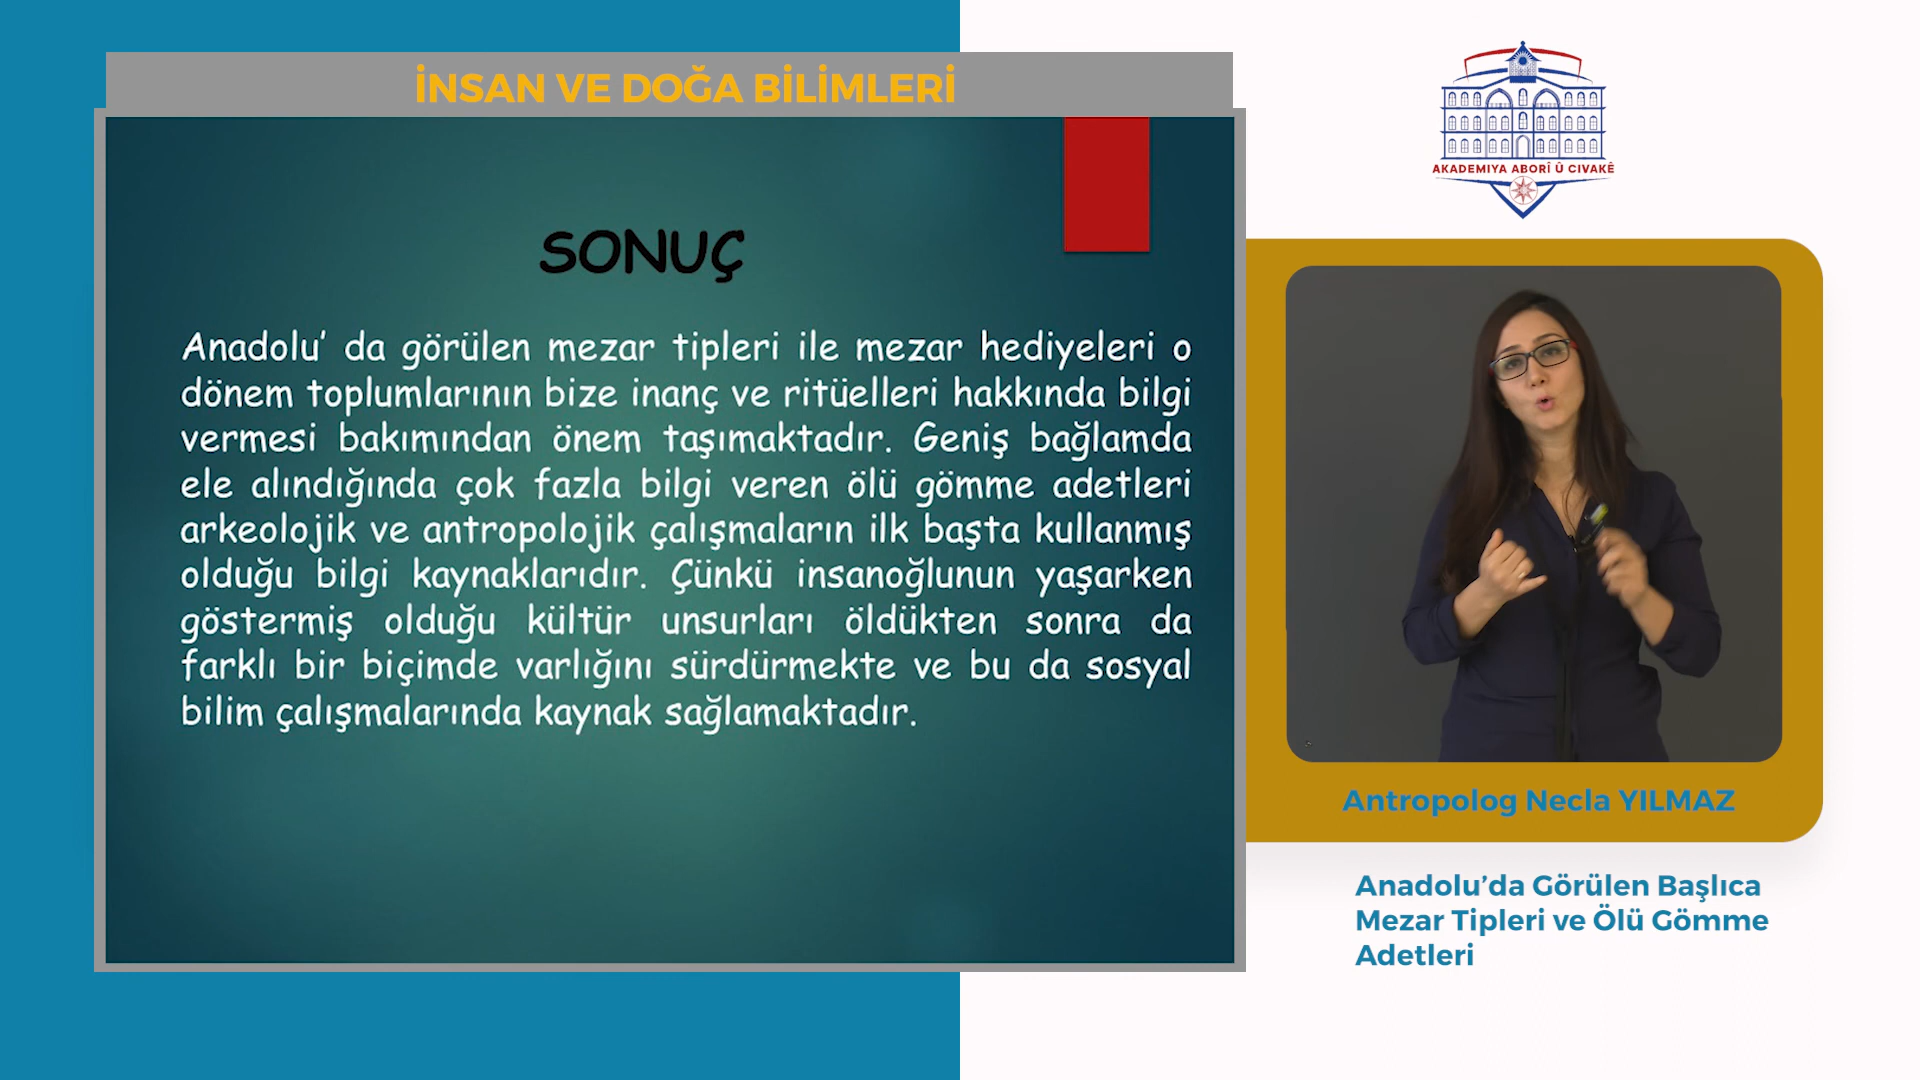 İNSAN VE DOĞA BİLİMLERİ
SONUÇ
Anadolu’ da görülen mezar tipleri ile mezar hediyeleri o
dönem toplumlarının bize inanç ve ritüelleri hakkında bilgi
vermesi bakımından önem taşımaktadır. Geniş bağlamda
ele alındığında çok fazla bilgi veren ölü gömme adetleri
arkeolojik ve antropolojik çalışmaların ilk başta kullanmış
olduğu bilgi kaynaklarıdır. Çünkü insanoğlunun yaşarken
göstermiş olduğu kültür unsurları öldükten sonra da
farklı bir biçimde varlığını sürdürmekte ve bu da sosyal
bilim çalışmalarında kaynak sağlamaktadır.
AKADEMIYA ABORÎ Û CIVAKÊ
Antropolog Necla YILMAZ
Anadolu’da Görülen Başlıca
Mezar Tipleri ve Ölü Gömme
Adetleri